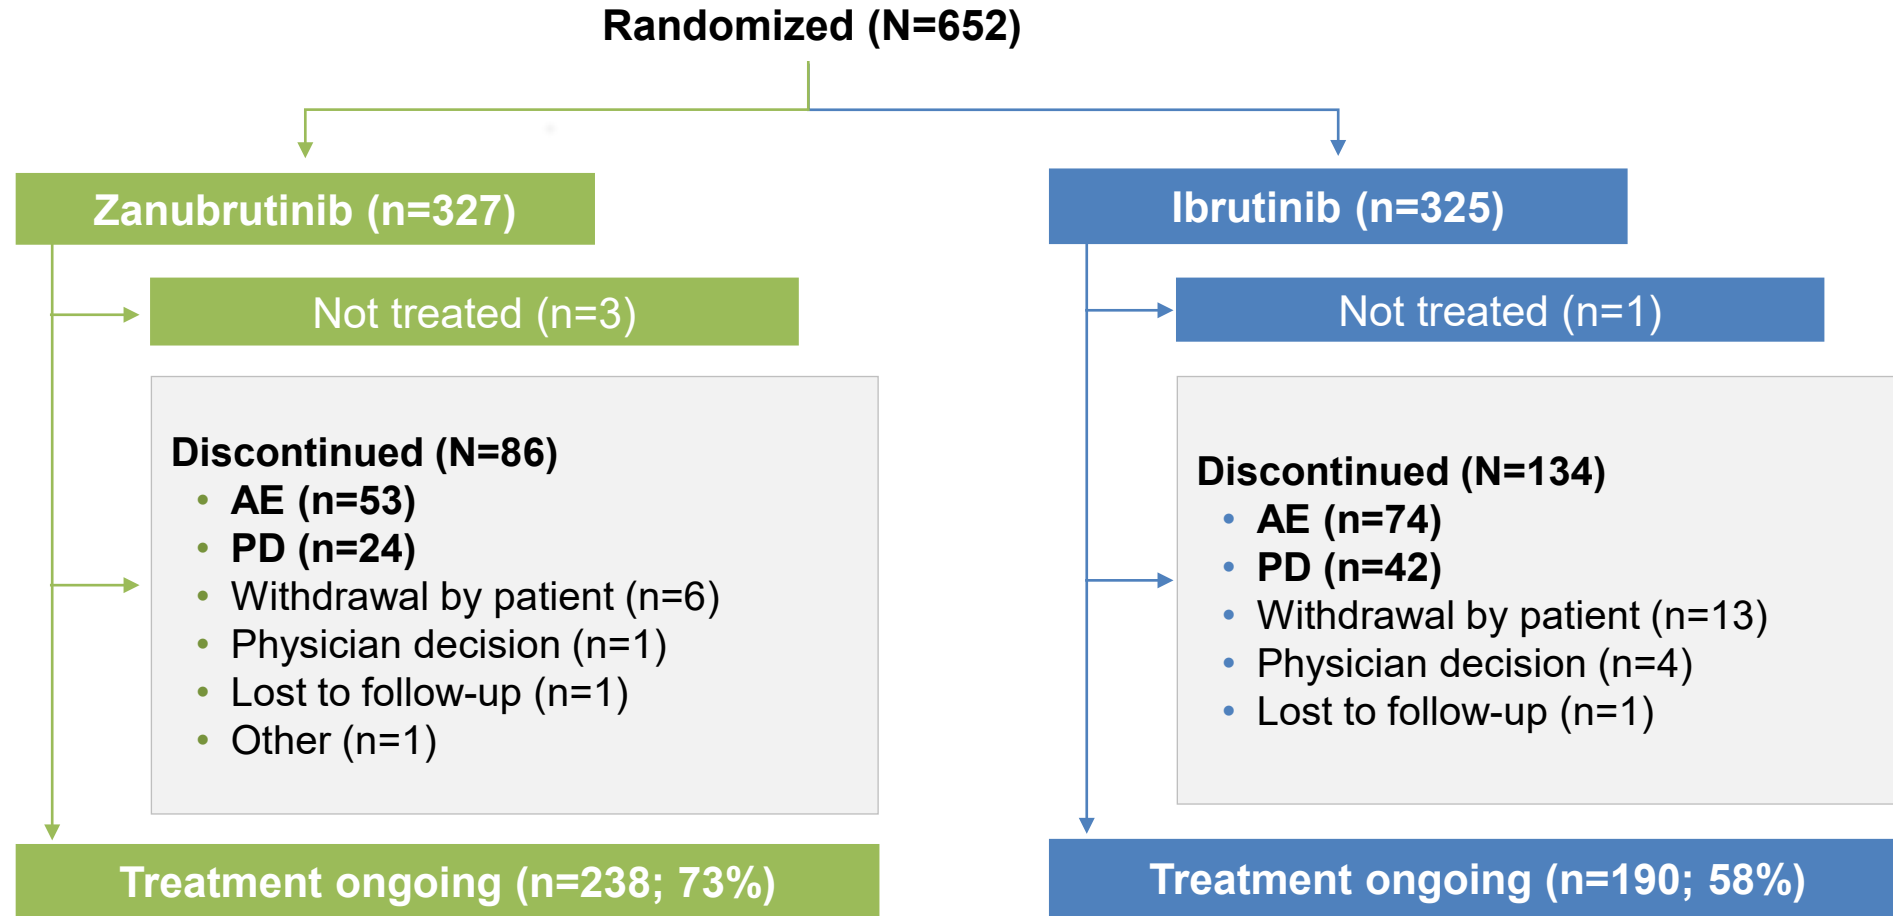 Randomized (N=652)
Zanubrutinib (n=327)
Not treated (n=3)
Discontinued (N=86)
• AE (n=53)
• PD (n=24)
• Withdrawal by patient (n=6)
• Physician decision (n=1)
• Lost to follow-up (n=1)
• Other (n=1)
Treatment ongoing (n=238; 73%)
Ibrutinib (n=325)
Not treated (n=1)
Discontinued (N=134)
• AE (n=74)
• PD (n=42)
• Withdrawal by patient (n=13)
• Physician decision (n=4)
• Lost to follow-up (n=1)
Treatment ongoing (n=190; 58%)